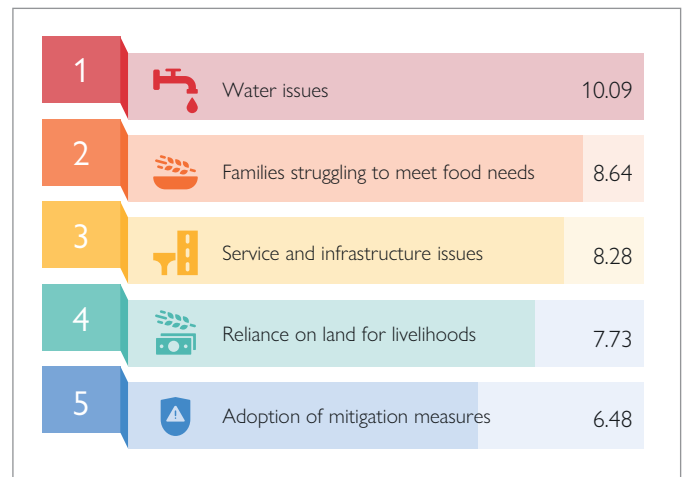 1
Water issues 10.09
2
Families struggling to meet food needs 8.64
3
Service and infrastructure issues 8.28
4
Reliance on land for livelihoods 7.73
5
Adoption of mitigation measures 6.48